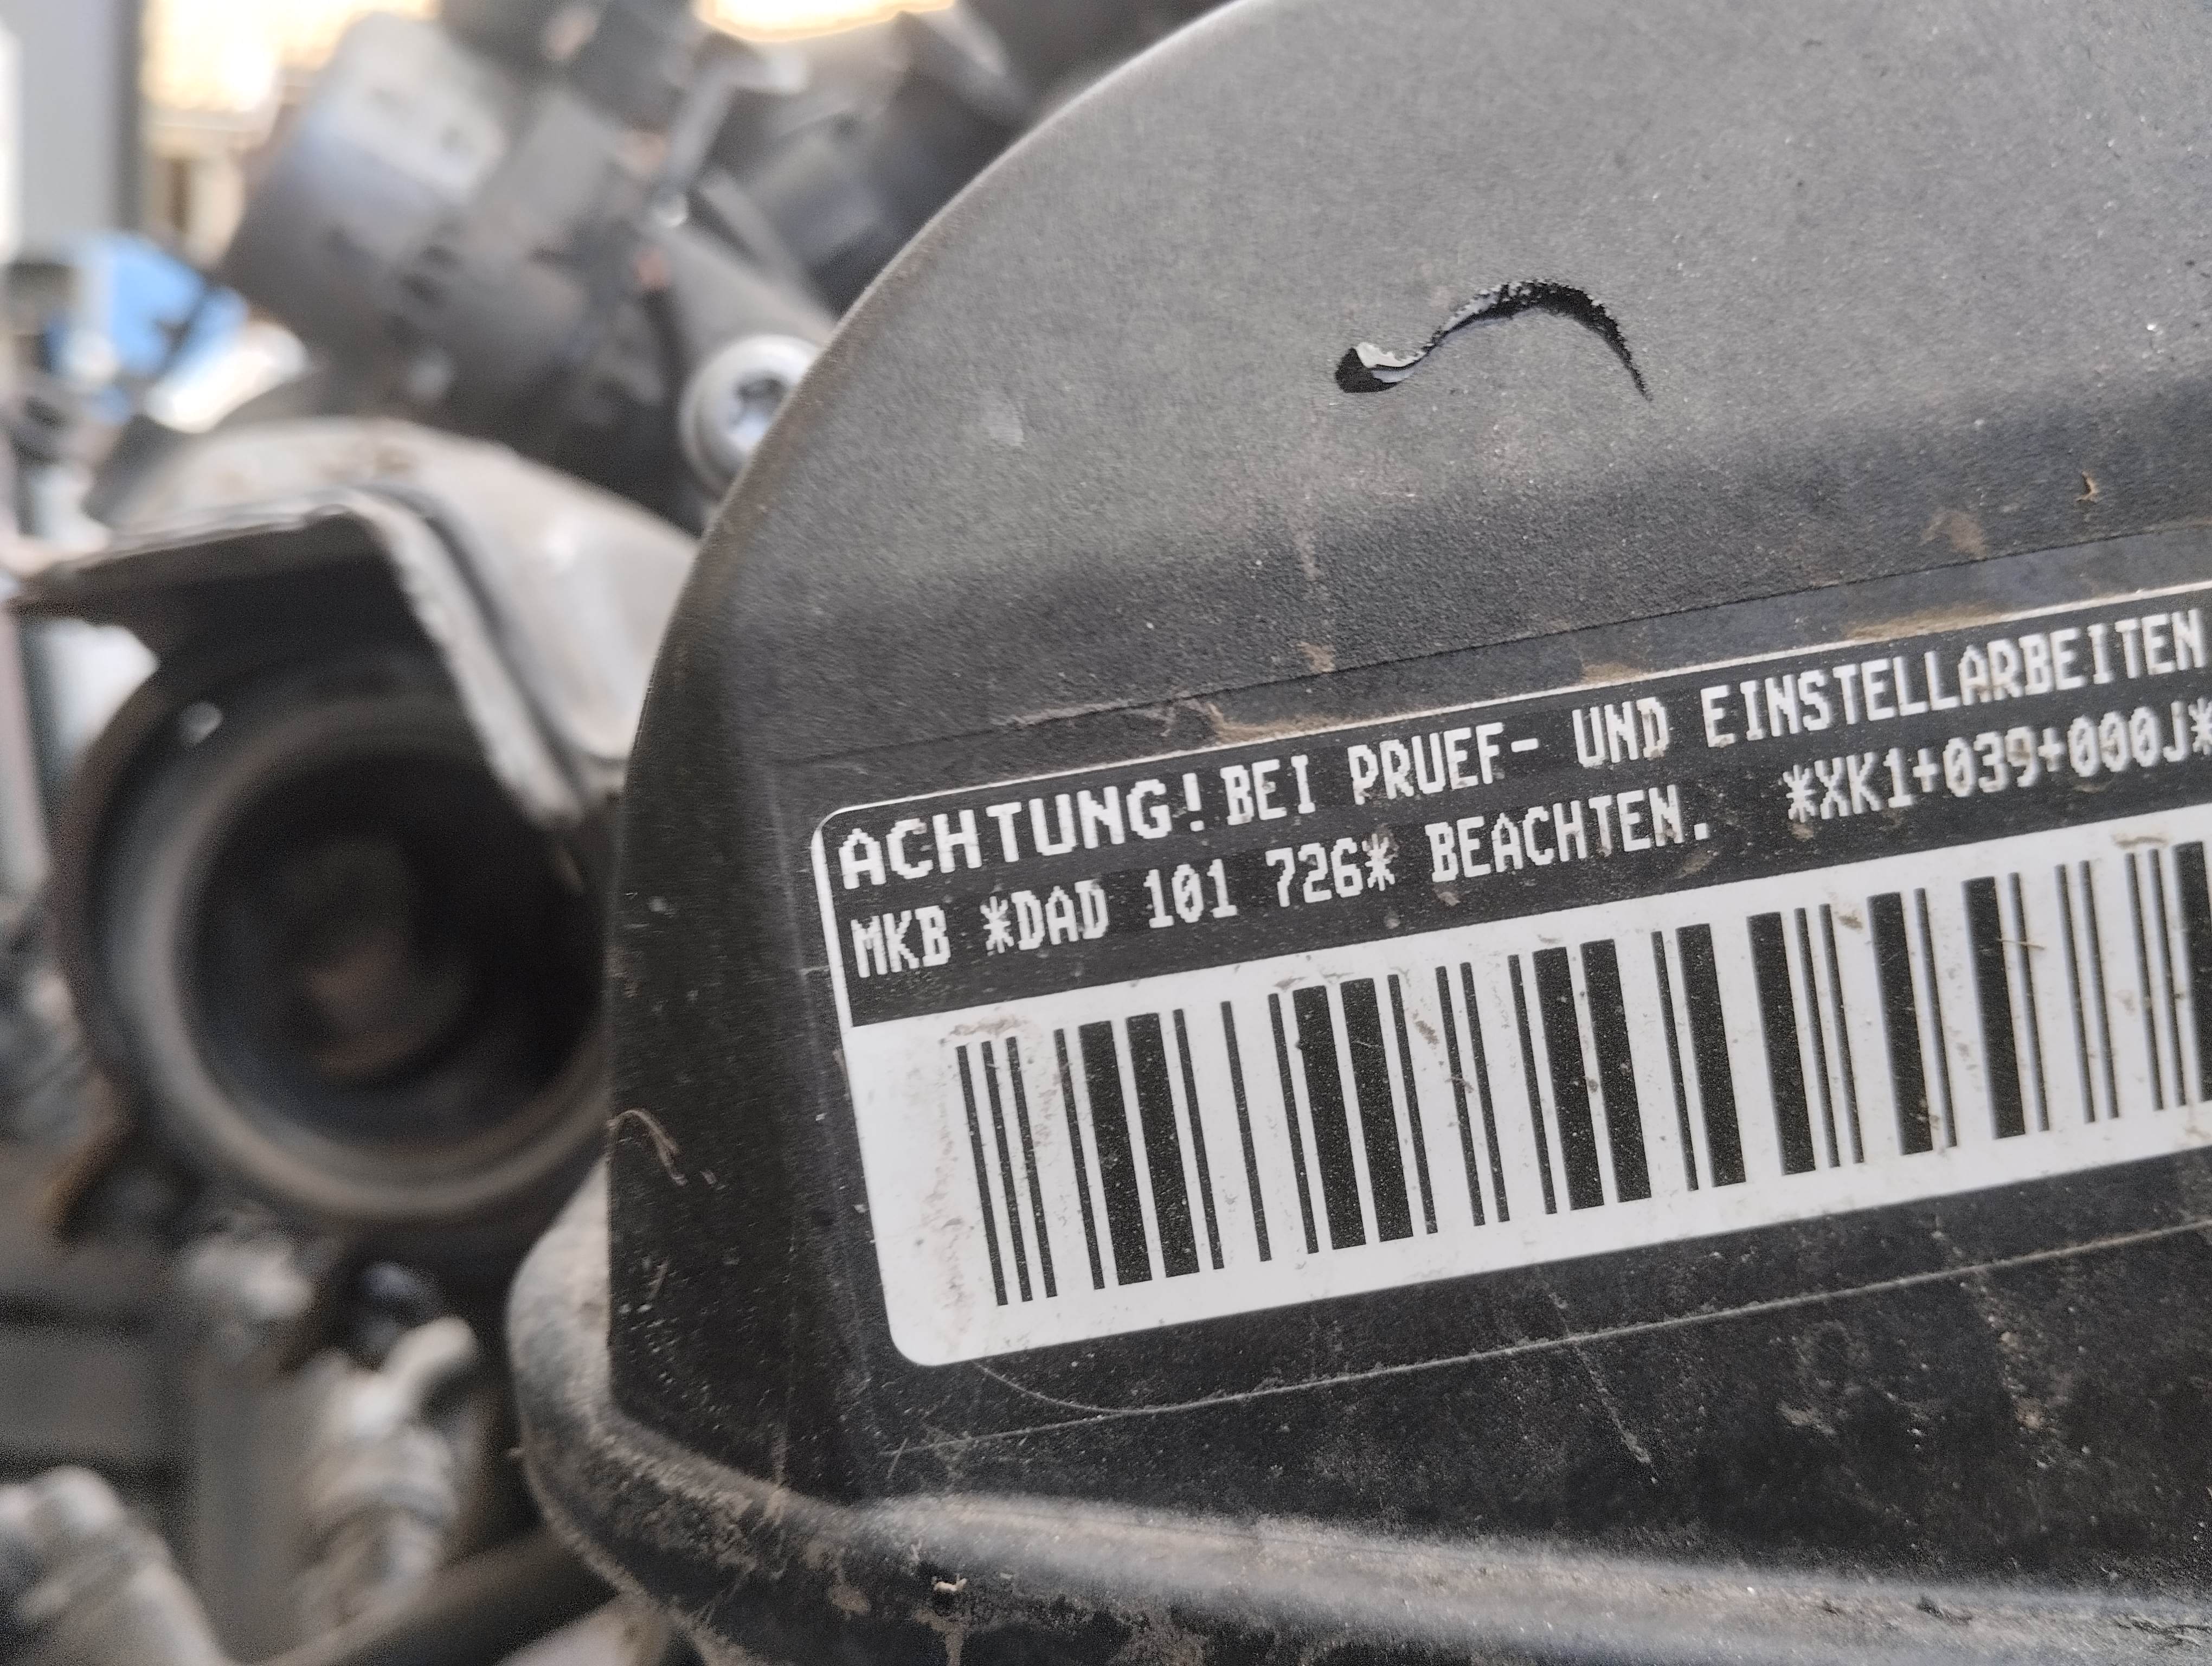 ACHTUNG! BEI PRUEF- UND EINSTELLARBEITEN
MKB *DAD 101 726* BEACHTEN. *XK1+039+000J*